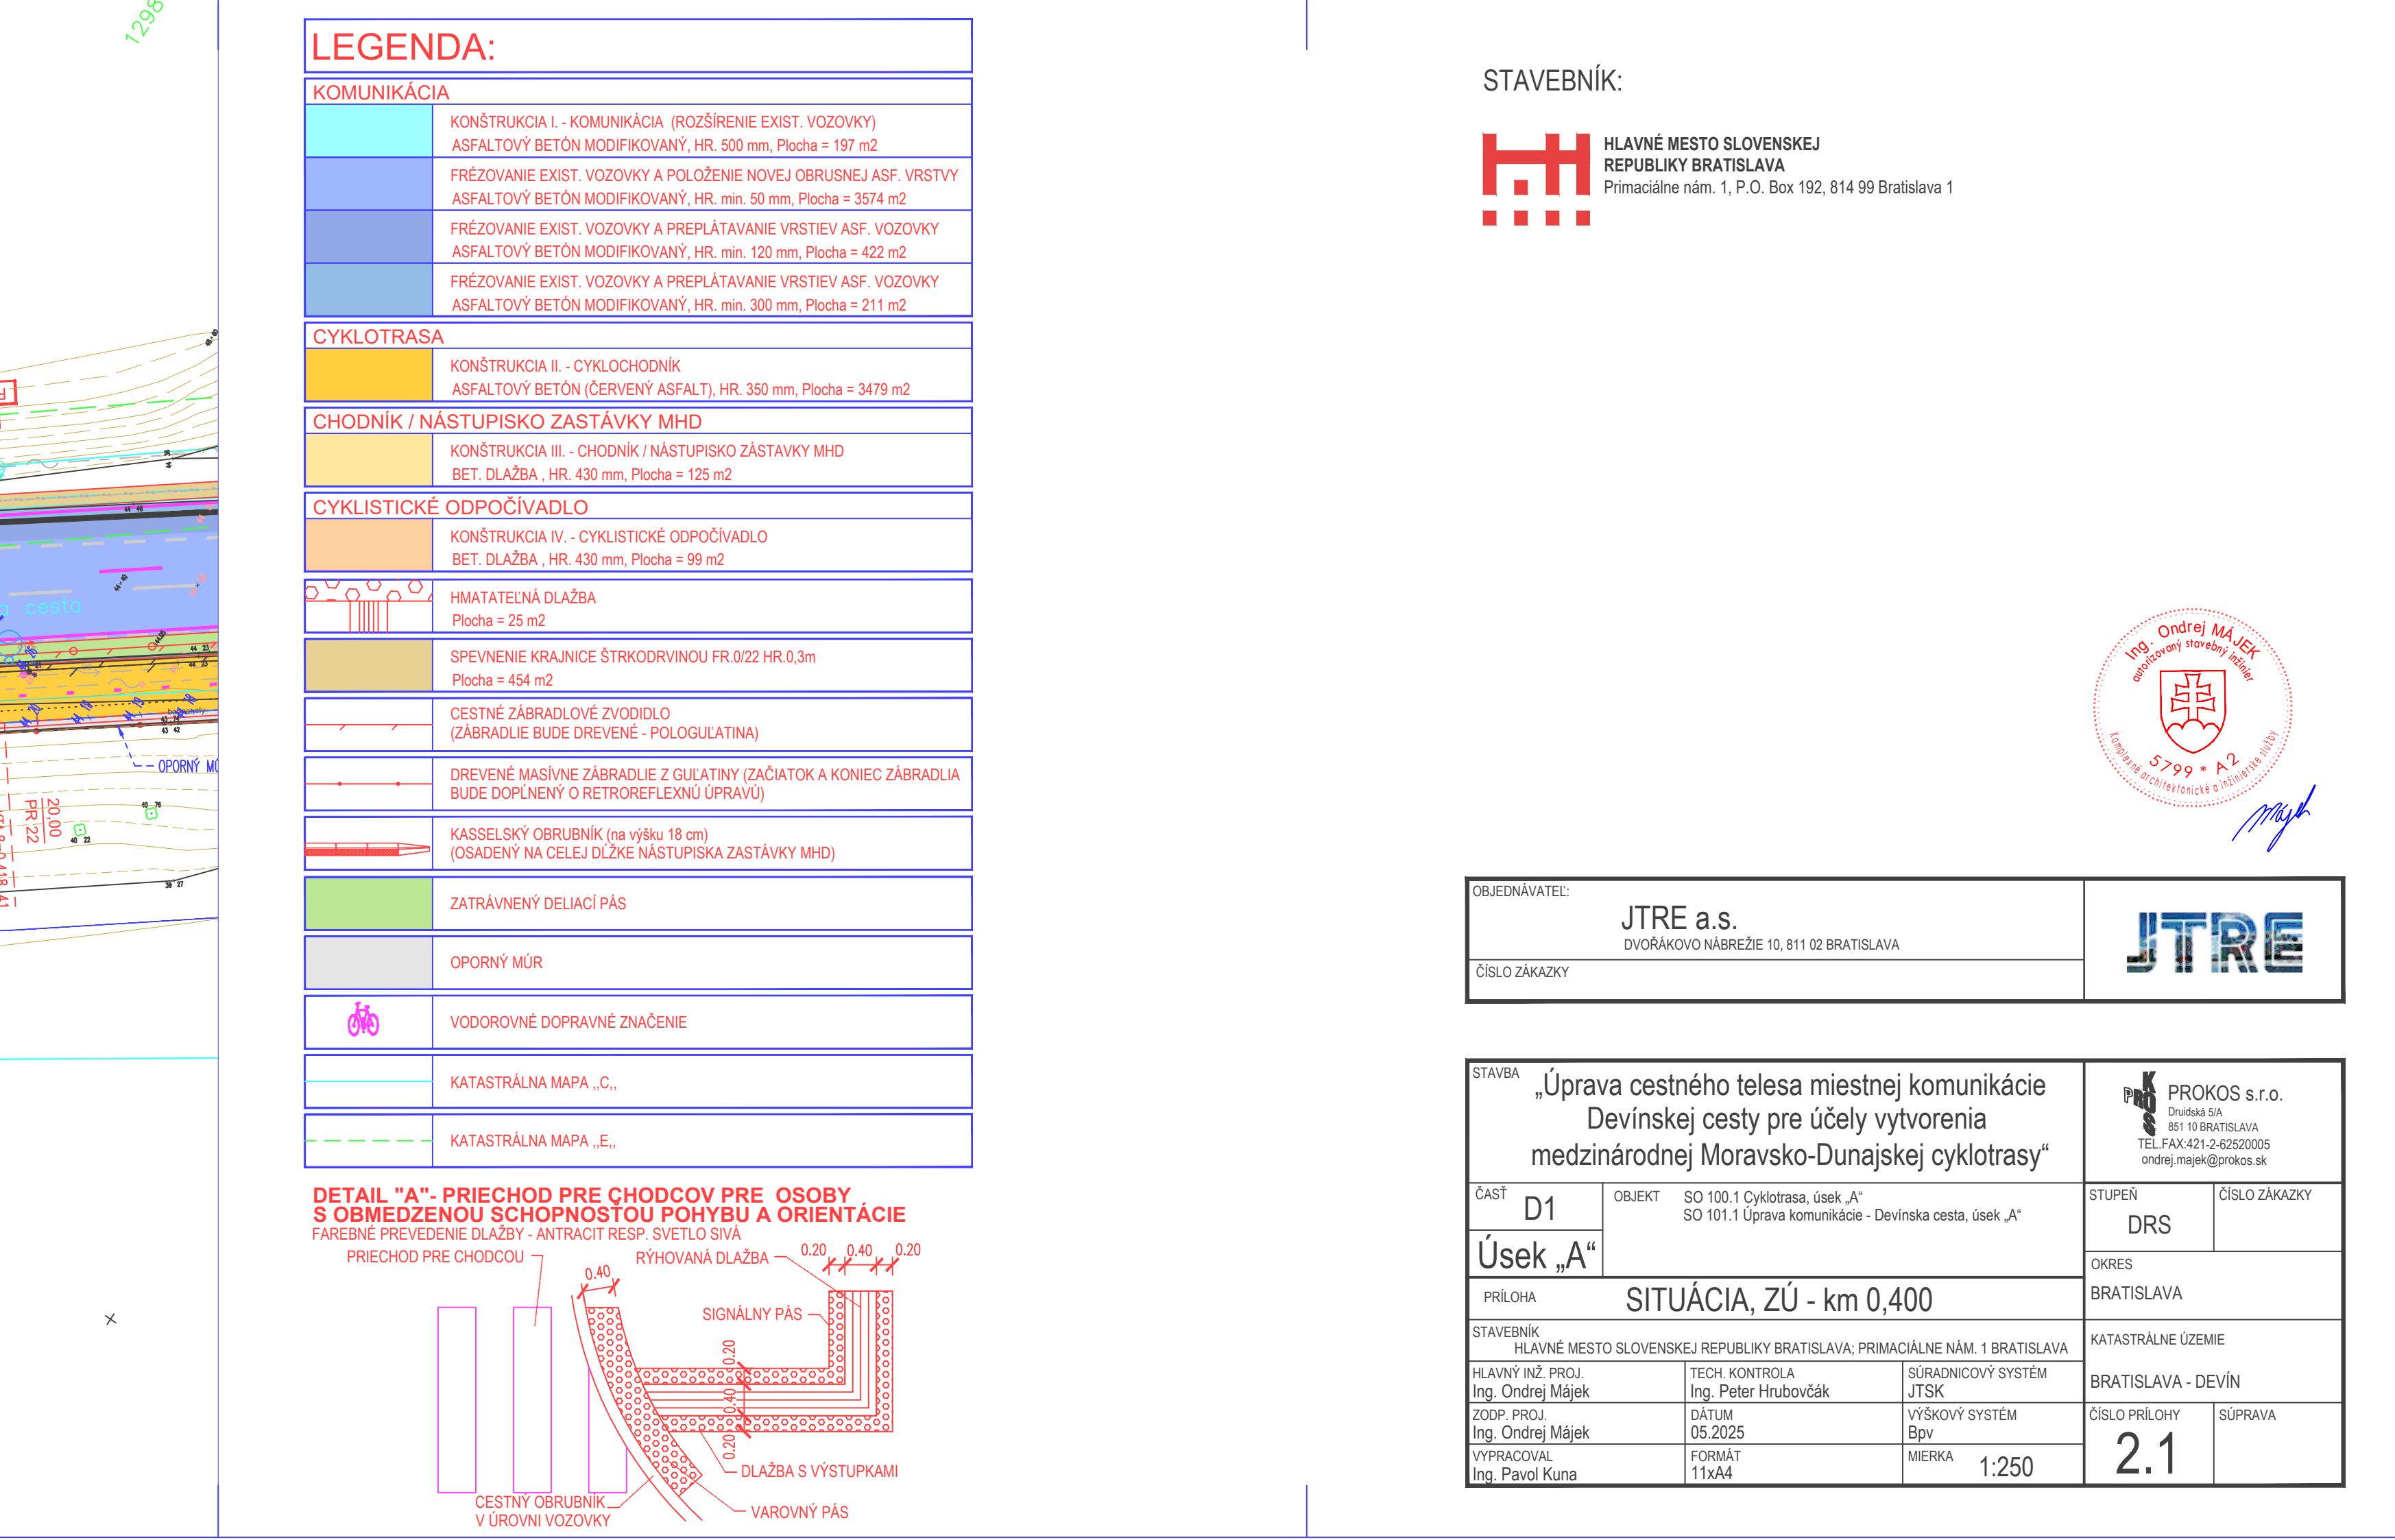 1298
cesta
OPORNÝ MÚ
20,00
PR 22
LEGENDA:
KOMUNIKÁCIA
KONŠTRUKCIA I. - KOMUNIKÁCIA (ROZŠÍRENIE EXIST. VOZOVKY)
ASFALTOVÝ BETÓN MODIFIKOVANÝ, HR. 500 mm, Plocha = 197 m2
FRÉZOVANIE EXIST. VOZOVKY A POLOŽENIE NOVEJ OBRUSNEJ ASF. VRSTVY
ASFALTOVÝ BETÓN MODIFIKOVANÝ, HR. min. 50 mm, Plocha = 3574 m2
FRÉZOVANIE EXIST. VOZOVKY A PREPLÁTAVANIE VRSTIEV ASF. VOZOVKY
ASFALTOVÝ BETÓN MODIFIKOVANÝ, HR. min. 120 mm, Plocha = 422 m2
FRÉZOVANIE EXIST. VOZOVKY A PREPLÁTAVANIE VRSTIEV ASF. VOZOVKY
ASFALTOVÝ BETÓN MODIFIKOVANÝ, HR. min. 300 mm, Plocha = 211 m2
CYKLOTRASA
KONŠTRUKCIA II. - CYKLOCHODNÍK
ASFALTOVÝ BETÓN (ČERVENÝ ASFALT), HR. 350 mm, Plocha = 3479 m2
CHODNÍK / NÁSTUPISKO ZASTÁVKY MHD
KONŠTRUKCIA III. - CHODNÍK / NÁSTUPISKO ZÁSTAVKY MHD
BET. DLAŽBA , HR. 430 mm, Plocha = 125 m2
CYKLISTICKÉ ODPOČÍVADLO
KONŠTRUKCIA IV. - CYKLISTICKÉ ODPOČÍVADLO
BET. DLAŽBA , HR. 430 mm, Plocha = 99 m2
HMATATEĽNÁ DLAŽBA
Plocha = 25 m2
SPEVNENIE KRAJNICE ŠTRKODRVINOU FR.0/22 HR.0,3m
Plocha = 454 m2
CESTNÉ ZÁBRADLOVÉ ZVODIDLO
(ZÁBRADLIE BUDE DREVENÉ - POLOGUĽATINA)
DREVENÉ MASÍVNE ZÁBRADLIE Z GUĽATINY (ZAČIATOK A KONIEC ZÁBRADLIA
BUDE DOPĹNENÝ O RETROREFLEXNÚ ÚPRAVÚ)
KASSELSKÝ OBRUBNÍK (na výšku 18 cm)
(OSADENÝ NA CELEJ DĹŽKE NÁSTUPISKA ZASTÁVKY MHD)
ZATRÁVNENÝ DELIACÍ PÁS
OPORNÝ MÚR
VODOROVNÉ DOPRAVNÉ ZNAČENIE
KATASTRÁLNA MAPA ,,C,,
KATASTRÁLNA MAPA ,,E,,
DETAIL "A"- PRIECHOD PRE CHODCOV PRE OSOBY
S OBMEDZENOU SCHOPNOSŤOU POHYBU A ORIENTÁCIE
FAREBNÉ PREVEDENIE DLAŽBY - ANTRACIT RESP. SVETLO SIVÁ
PRIECHOD PRE CHODCOU
RÝHOVANÁ DLAŽBA
0.20 0.40 0.20
0.40
SIGNÁLNY PÁS
0.20
0.40
0.20
DLAŽBA S VÝSTUPKAMI
CESTNÝ OBRUBNÍK
V ÚROVNI VOZOVKY
VAROVNÝ PÁS
STAVEBNÍK:
HLAVNÉ MESTO SLOVENSKEJ
REPUBLIKY BRATISLAVA
Primaciálne nám. 1, P.O. Box 192, 814 99 Bratislava 1
Ing. Ondrej MÁJEK
autorizovaný stavebný inžinier
5799 * A2
Komplexné architektonické a inžinierske služby
OBJEDNÁVATEĽ:
JTRE a.s.
DVOŘÁKOVO NÁBREŽIE 10, 811 02 BRATISLAVA
ČÍSLO ZÁKAZKY
JTRE
STAVBA
„Úprava cestného telesa miestnej komunikácie
Devínskej cesty pre účely vytvorenia
medzinárodnej Moravsko-Dunajskej cyklotrasy“
PROKOS
PROKOS s.r.o.
Druidská 5/A
851 10 BRATISLAVA
TEL.FAX:421-2-62520005
ondrej.majek@prokos.sk
ČASŤ
D1
Úsek „A“
OBJEKT
SO 100.1 Cyklotrasa, úsek „A“
SO 101.1 Úprava komunikácie - Devínska cesta, úsek „A“
STUPEŇ
DRS
ČÍSLO ZÁKAZKY
OKRES
BRATISLAVA
PRÍLOHA
SITUÁCIA, ZÚ - km 0,400
STAVEBNÍK
HLAVNÉ MESTO SLOVENSKEJ REPUBLIKY BRATISLAVA; PRIMACIÁLNE NÁM. 1 BRATISLAVA
KATASTRÁLNE ÚZEMIE
BRATISLAVA - DEVÍN
HLAVNÝ INŽ. PROJ.
Ing. Ondrej Májek
TECH. KONTROLA
Ing. Peter Hrubovčák
SÚRADNICOVÝ SYSTÉM
JTSK
ZODP. PROJ.
Ing. Ondrej Májek
DÁTUM
05.2025
VÝŠKOVÝ SYSTÉM
Bpv
ČÍSLO PRÍLOHY
2.1
SÚPRAVA
VYPRACOVAL
Ing. Pavol Kuna
FORMÁT
11xA4
MIERKA
1:250